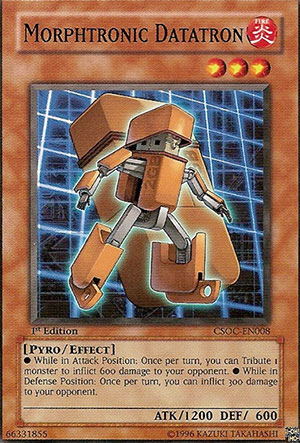 MORPHTRONIC DATATRON
FIRE
炎
2GB
1st Edition
CSOC-EN008
[PYRO/EFFECT]
● While in Attack Position: Once per turn, you can Tribute 1
monster to inflict 600 damage to your opponent. ● While in
Defense Position: Once per turn, you can inflict 300 damage
to your opponent.
ATK/1200 DEF/ 600
66331855
©1996 KAZUKI TAKAHASHI